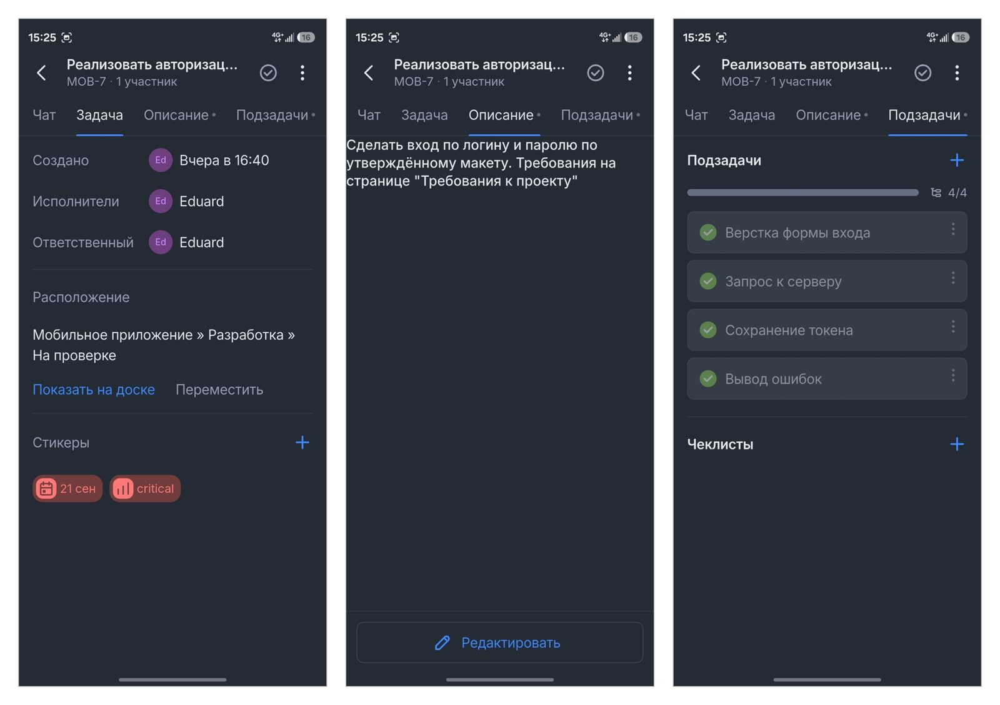 15:25
4G+
16
Реализовать авторизац...
MOB-7 · 1 участник
Чат
Задача
Описание •
Подзадачи •
Создано
Ed
Вчера в 16:40
Исполнители
Ed
Eduard
Ответственный
Ed
Eduard
Расположение
Мобильное приложение » Разработка »
На проверке
Показать на доске
Переместить
Стикеры
21 сен
critical
15:25
4G+
16
Реализовать авторизац...
MOB-7 · 1 участник
Чат
Задача
Описание •
Подзадачи •
Сделать вход по логину и паролю по
утверждённому макету. Требования на
странице "Требования к проекту"
Редактировать
15:25
4G+
16
Реализовать авторизац...
MOB-7 · 1 участник
Чат
Задача
Описание •
Подзадачи •
Подзадачи
4/4
Верстка формы входа
Запрос к серверу
Сохранение токена
Вывод ошибок
Чеклисты